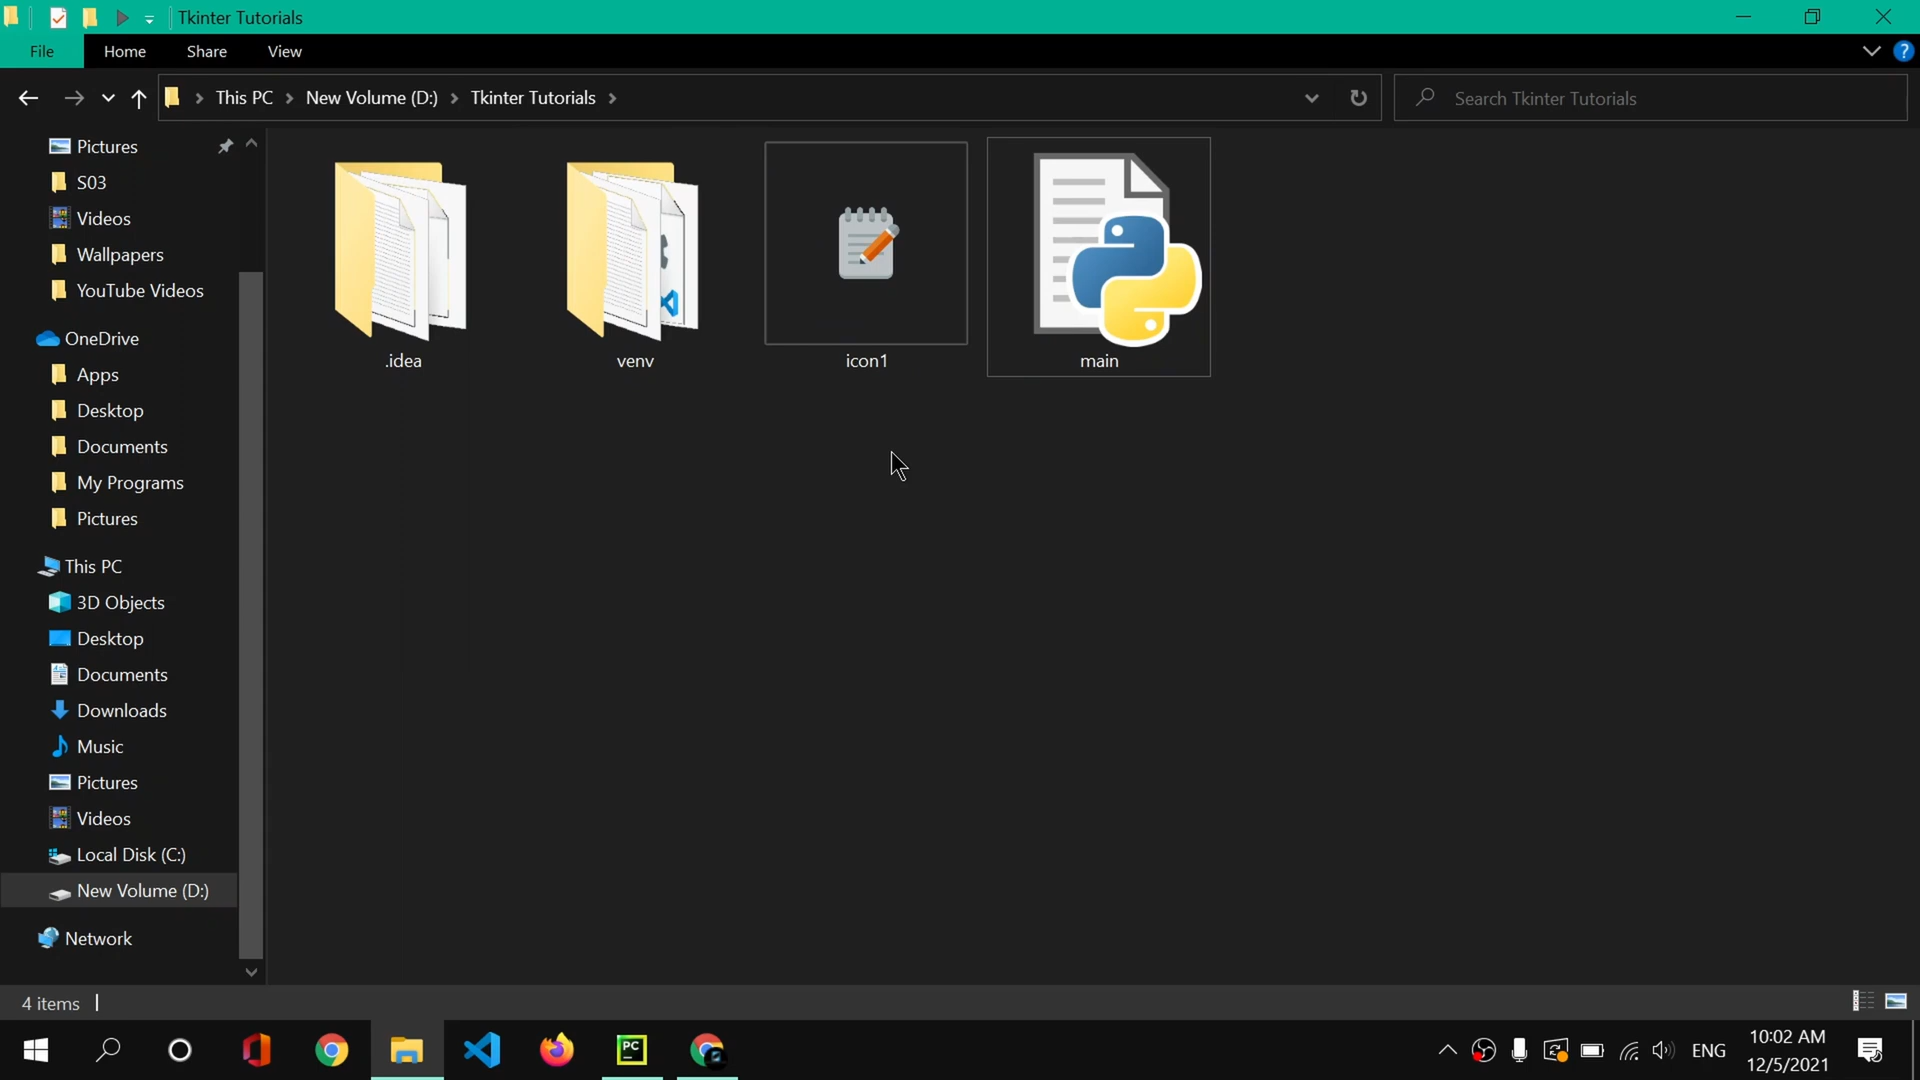 Tkinter Tutorials
File Home Share View ?
This PC New Volume (D:) Tkinter Tutorials Search Tkinter Tutorials
Pictures
S03
Videos
Wallpapers
YouTube Videos
OneDrive
Apps
Desktop
Documents
My Programs
Pictures
This PC
3D Objects
Desktop
Documents
Downloads
Music
Pictures
Videos
Local Disk (C:)
New Volume (D:)
Network
.idea venv icon1 main
4 items
PC
ENG
10:02 AM
12/5/2021